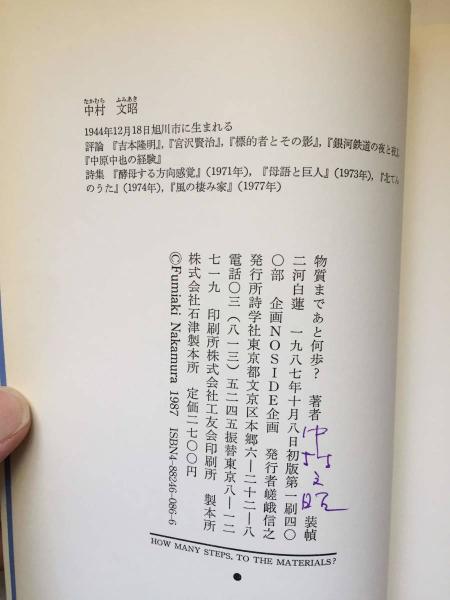 なかむら ふみあき
中村 文昭
1944年12月18日旭川市に生まれる
評論 『吉本隆明』,『宮沢賢治』,『標的者とその影』,『銀河鉄道の夜と夜』,
『中原中也の経験』
詩集 『酵母する方向感覚』(1971年),『母語と巨人』(1973年),『北てん
のうた』(1974年),『風の棲み家』(1977年)
物質まであと何歩? 著者 中村文昭 装幀
二河白蓮 一九八七年十月八日初版第一刷四〇
〇部 企画NOSIDE企画 発行者嵯峨信之
発行所詩学社東京都文京区本郷六—二十二—八
電話〇三(八一三)五二四五振替東京八—一二
七一九 印刷所株式会社工友会印刷所 製本所
株式会社石津製本所 定価二七〇〇円
©Fumiaki Nakamura 1987 ISBN4-88246-086-6
HOW MANY STEPS, TO THE MATERIALS?